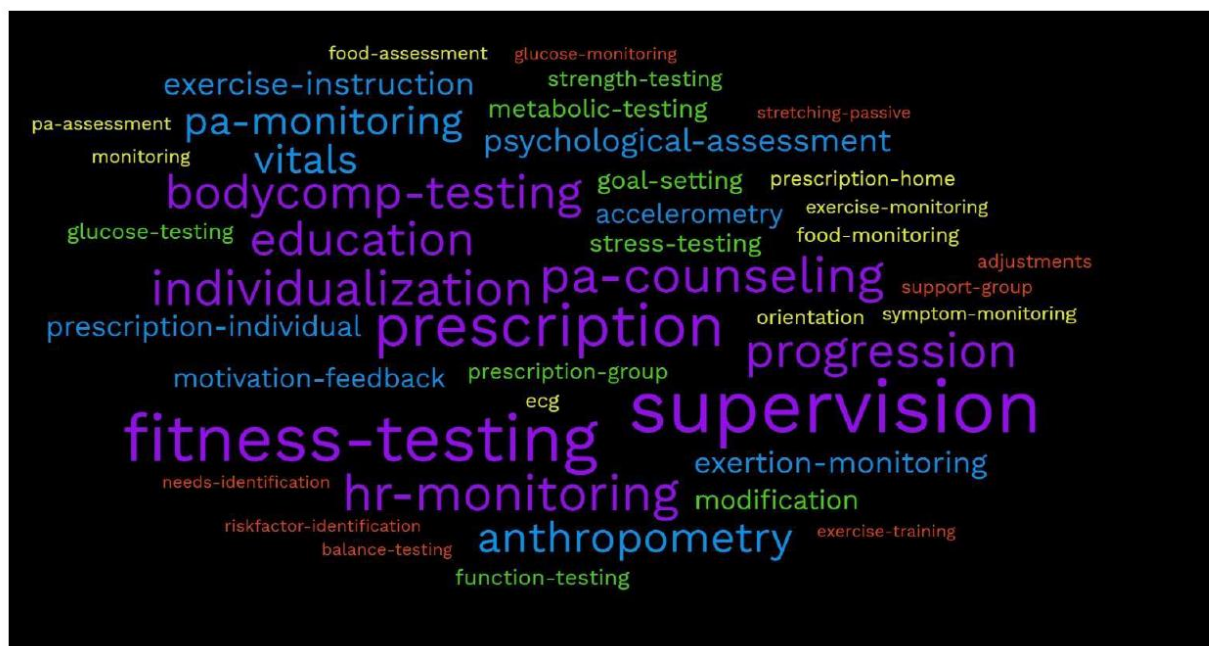 food-assessment
glucose-monitoring
exercise-instruction
strength-testing
metabolic-testing
stretching-passive
pa-assessment
pa-monitoring
psychological-assessment
monitoring
vitals
bodycomp-testing
goal-setting
prescription-home
accelerometry
exercise-monitoring
glucose-testing
education
stress-testing
food-monitoring
individualization
pa-counseling
adjustments
support-group
prescription-individual
prescription
orientation
symptom-monitoring
progression
motivation-feedback
prescription-group
ecg
supervision
fitness-testing
exertion-monitoring
needs-identification
hr-monitoring
modification
riskfactor-identification
anthropometry
exercise-training
balance-testing
function-testing